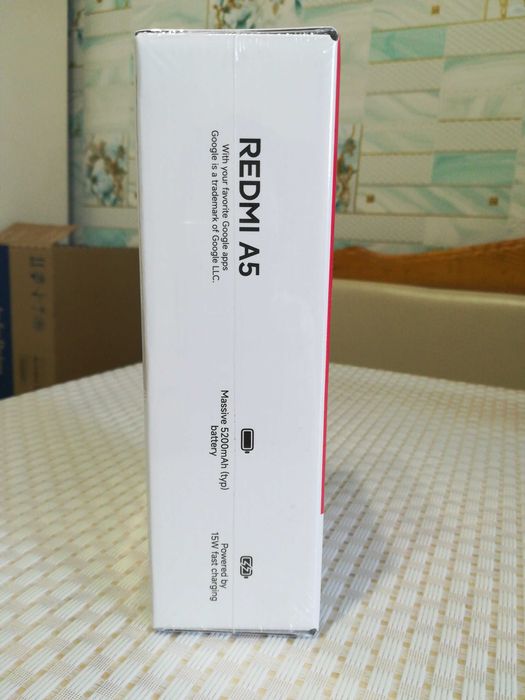 REDMI A5
With your favorite Google apps
Google is a trademark of Google LLC.
Massive 5200mAh (typ)
battery
Powered by
15W fast charging